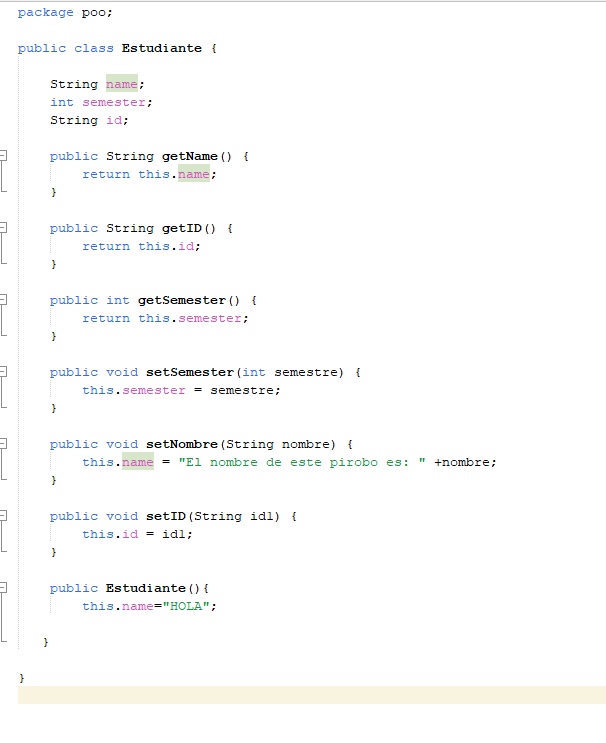 package poo;
public class Estudiante {
String name;
int semester;
String id;
public String getName() {
return this.name;
}
public String getID() {
return this.id;
}
public int getSemester() {
return this.semester;
}
public void setSemester(int semestre) {
this.semester = semestre;
}
public void setNombre(String nombre) {
this.name = "El nombre de este pirobo es: " +nombre;
}
public void setID(String idl) {
this.id = idl;
}
public Estudiante(){
this.name="HOLA";
}
}